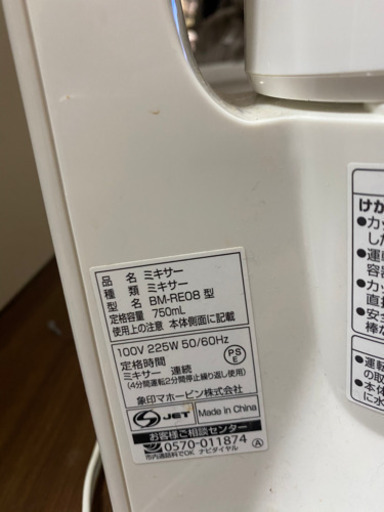 品名 ミキサー
種類 ミキサー
型名 BM-RE08 型
定格容量 750mL
使用上の注意 本体側面に記載
100V 225W 50/60Hz
定格時間
ミキサー 連続
(4分間運転2分間停止繰り返し使用)
PS
E
象印マホービン株式会社
JET Made in China
お客様ご相談センター
0570-011874 Ⓐ
市内通話料でOK ナビダイヤル
けが
・カッ
した
・運転
容器
・カッ
直接
・安全
棒な
・運転
の取
・本体
に水